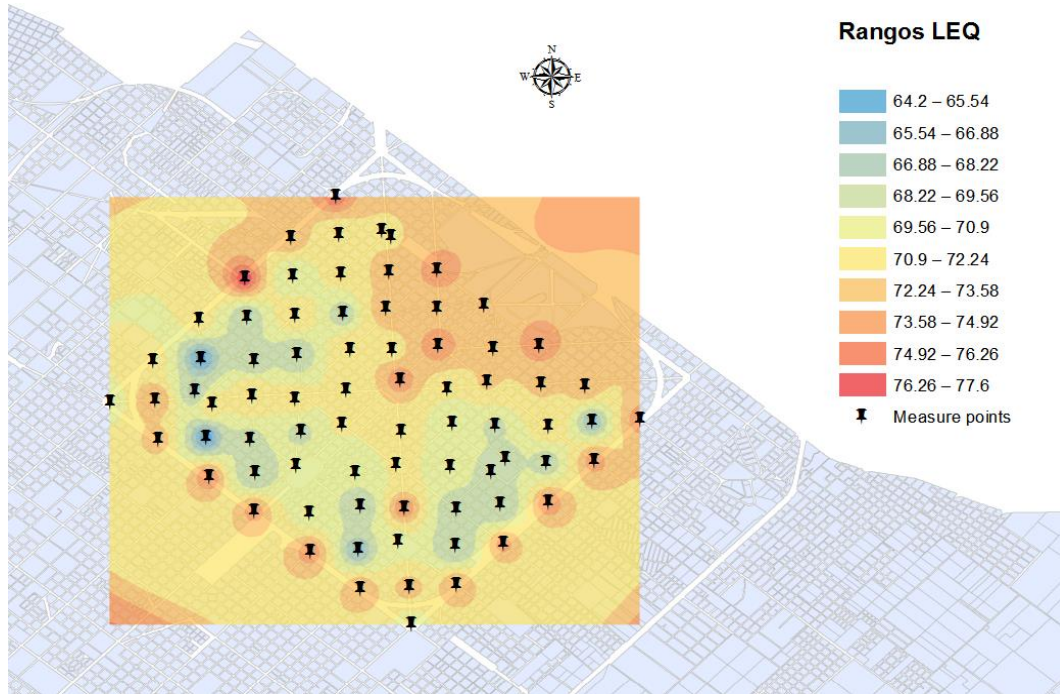 Rangos LEQ
N
W E
S
64.2 – 65.54
65.54 – 66.88
66.88 – 68.22
68.22 – 69.56
69.56 – 70.9
70.9 – 72.24
72.24 – 73.58
73.58 – 74.92
74.92 – 76.26
76.26 – 77.6
Measure points